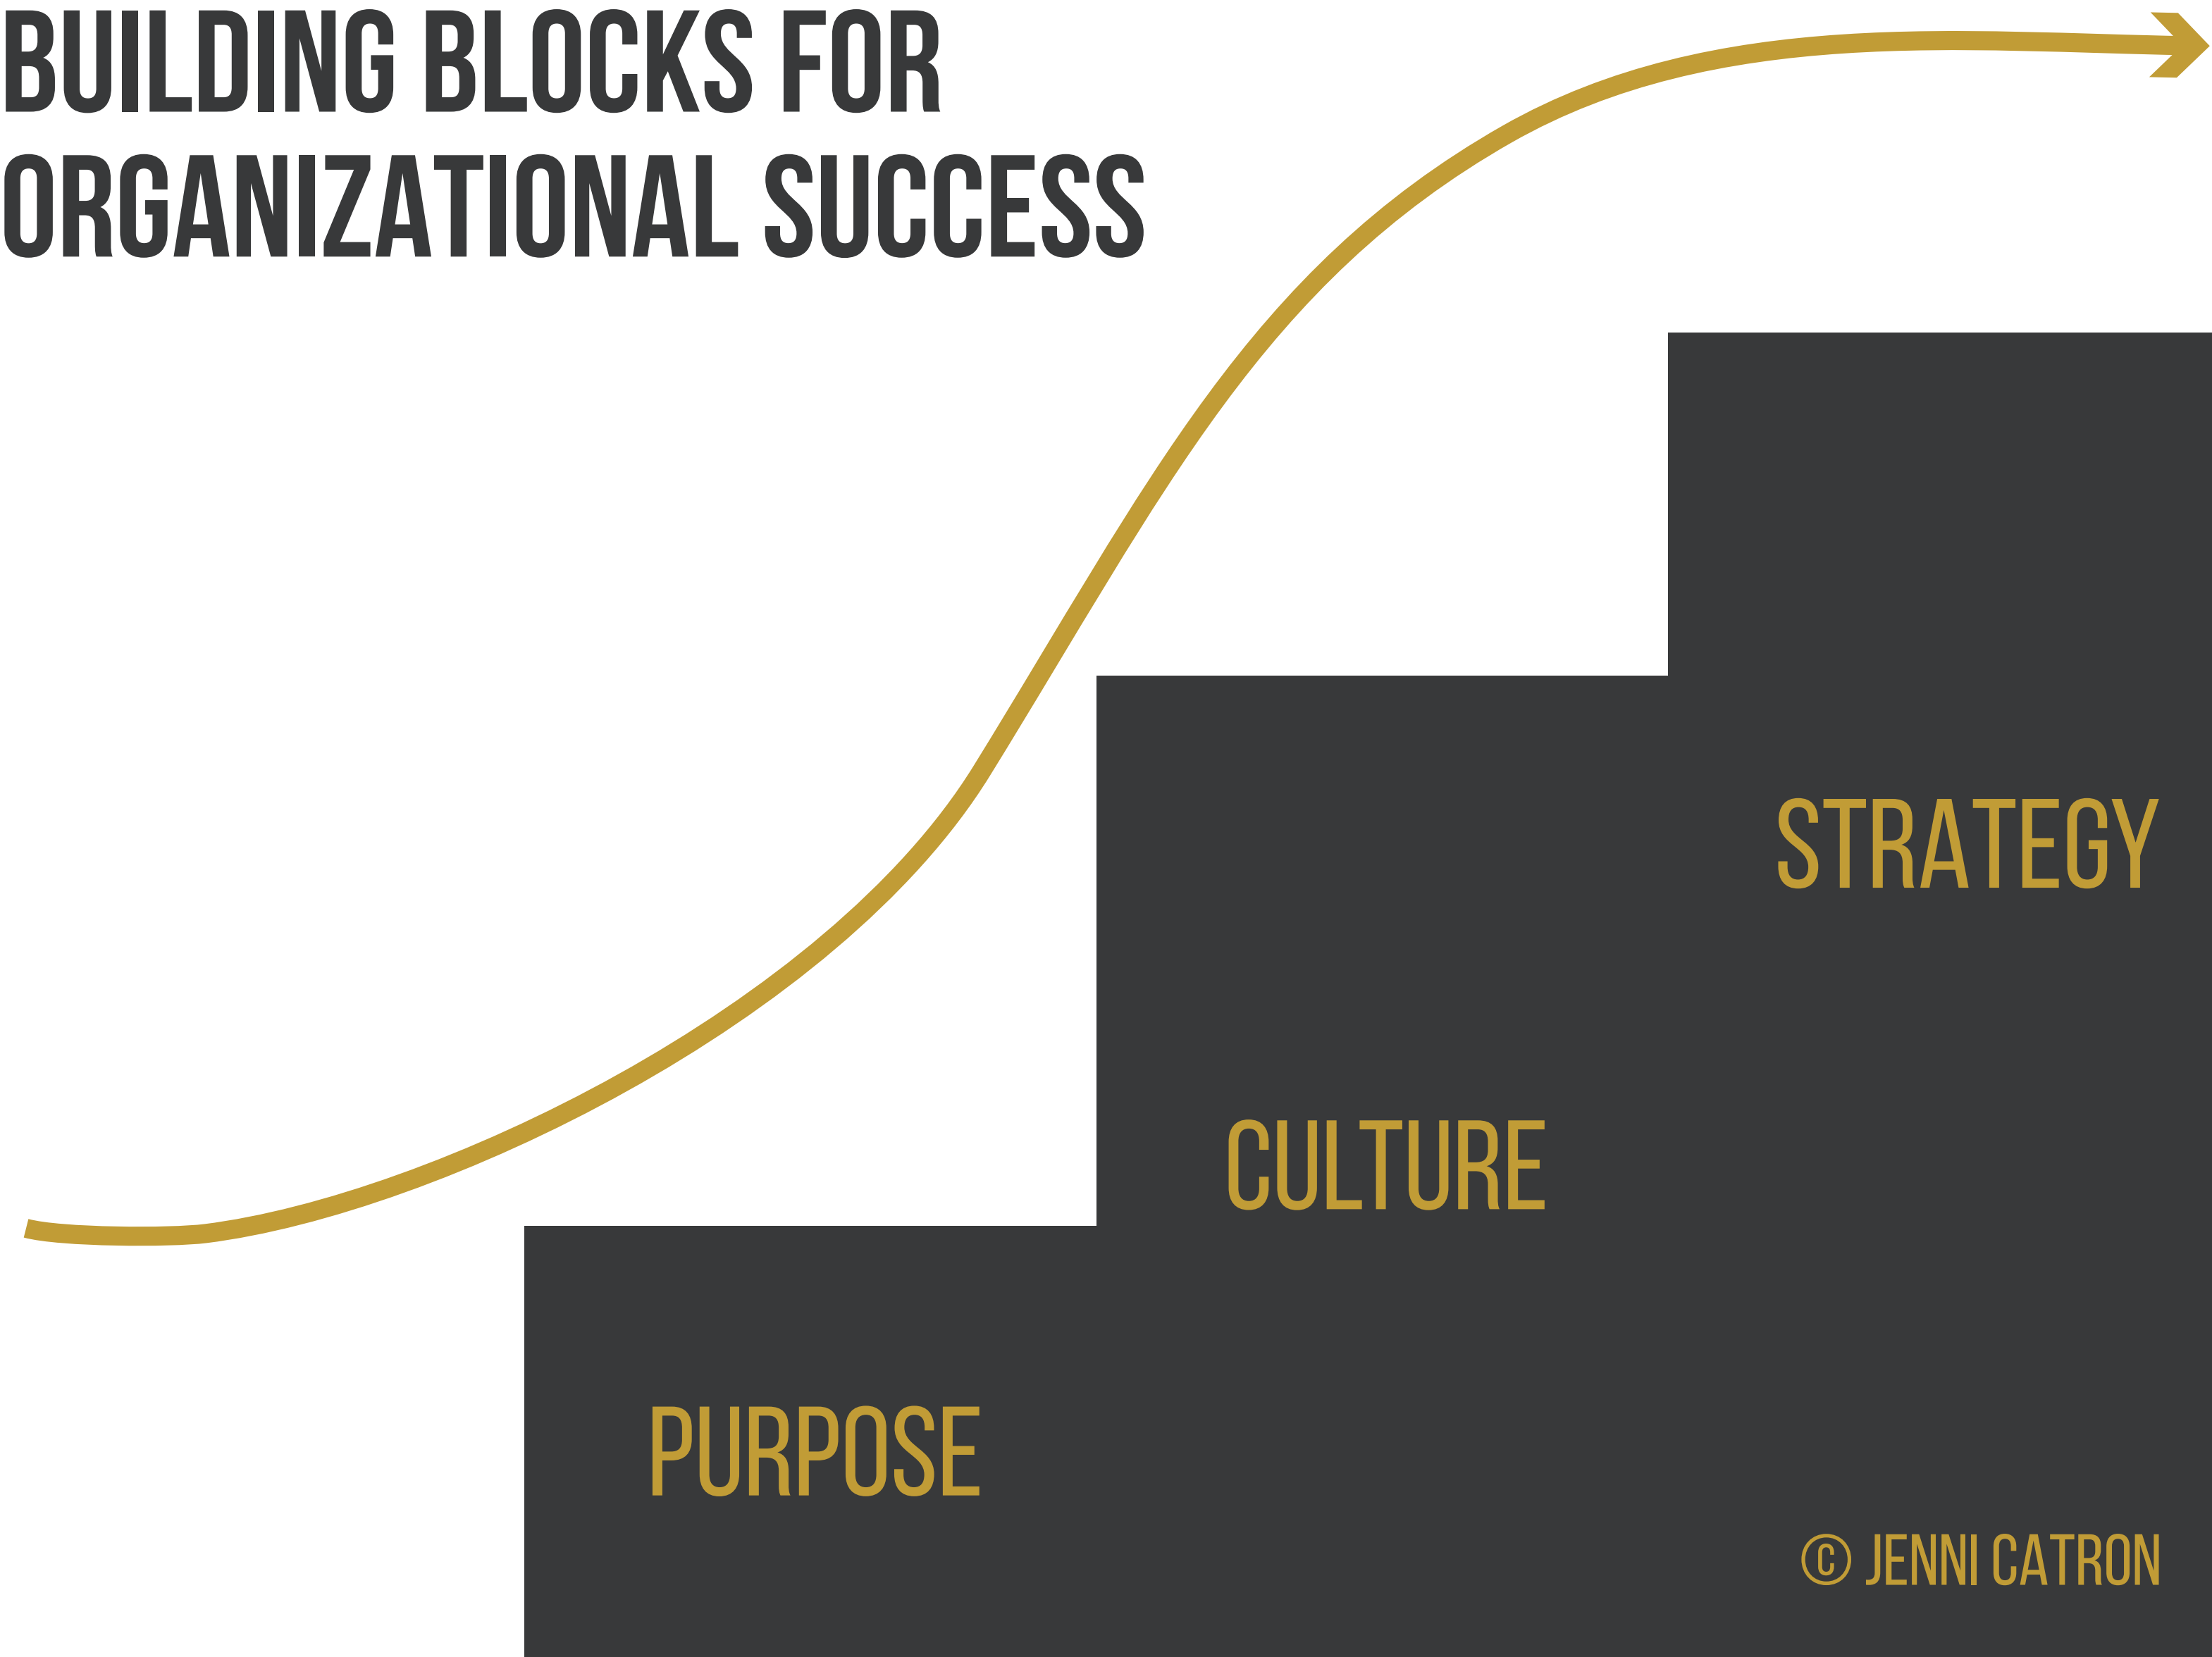 BUILDING BLOCKS FOR
ORGANIZATIONAL SUCCESS
STRATEGY
CULTURE
PURPOSE
© JENNI CATRON